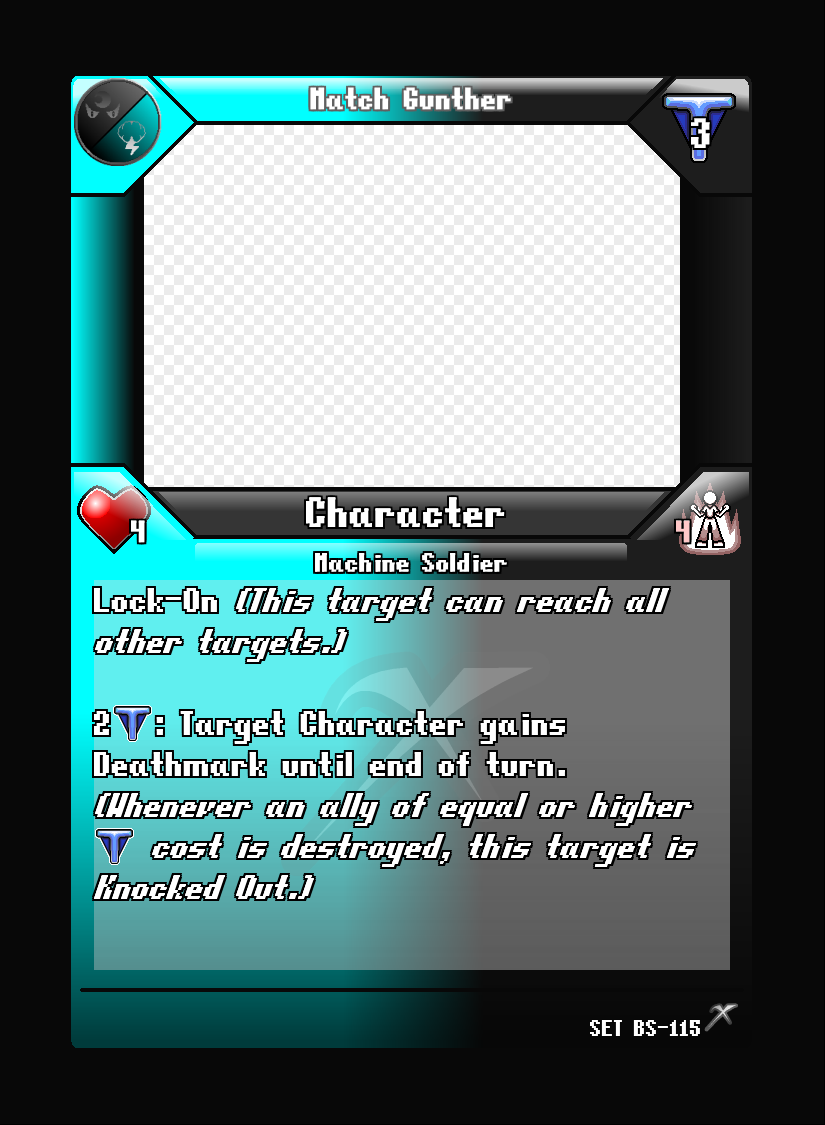 Match Gunther
3
Character
4
4
Machine Soldier
Lock-On (This target can reach all
other targets.)
2T: Target Character gains
Deathmark until end of turn.
(Whenever an ally of equal or higher
T cost is destroyed, this target is
Knocked Out.)
SET BS-115